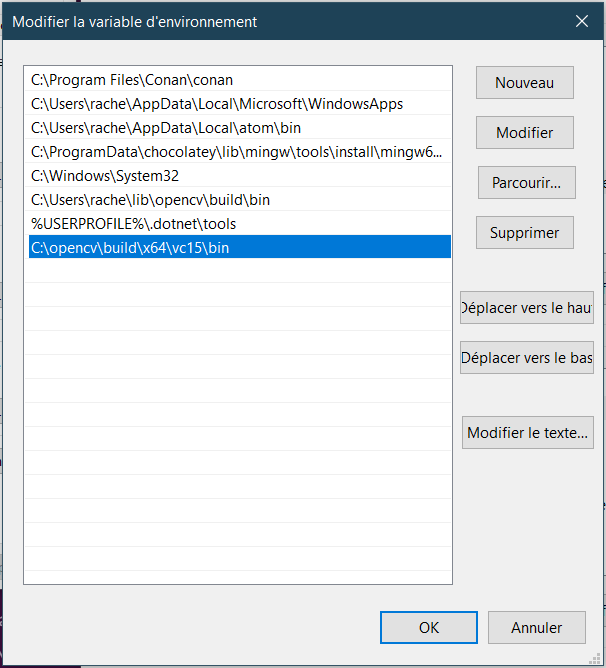 Modifier la variable d'environnement
C:\Program Files\Conan\conan
C:\Users\rache\AppData\Local\Microsoft\WindowsApps
C:\Users\rache\AppData\Local\atom\bin
C:\ProgramData\chocolatey\lib\mingw\tools\install\mingw6...
C:\Windows\System32
C:\Users\rache\lib\opencv\build\bin
%USERPROFILE%\.dotnet\tools
C:\opencv\build\x64\vc15\bin
Nouveau
Modifier
Parcourir...
Supprimer
Déplacer vers le hau
Déplacer vers le bas
Modifier le texte...
OK
Annuler